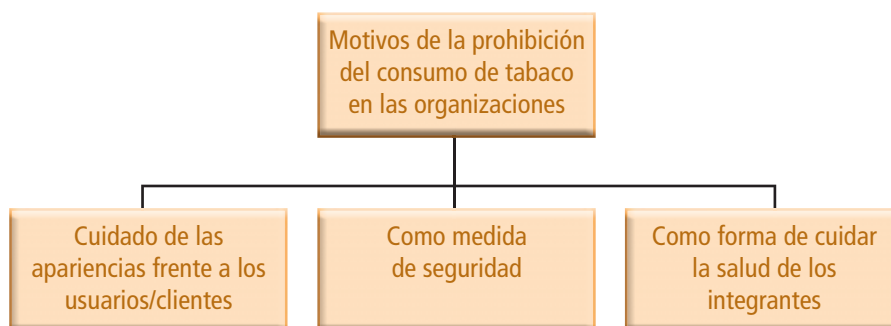 Motivos de la prohibición
del consumo de tabaco
en las organizaciones
Cuidado de las
apariencias frente a los
usuarios/clientes
Como medida
de seguridad
Como forma de cuidar
la salud de los
integrantes